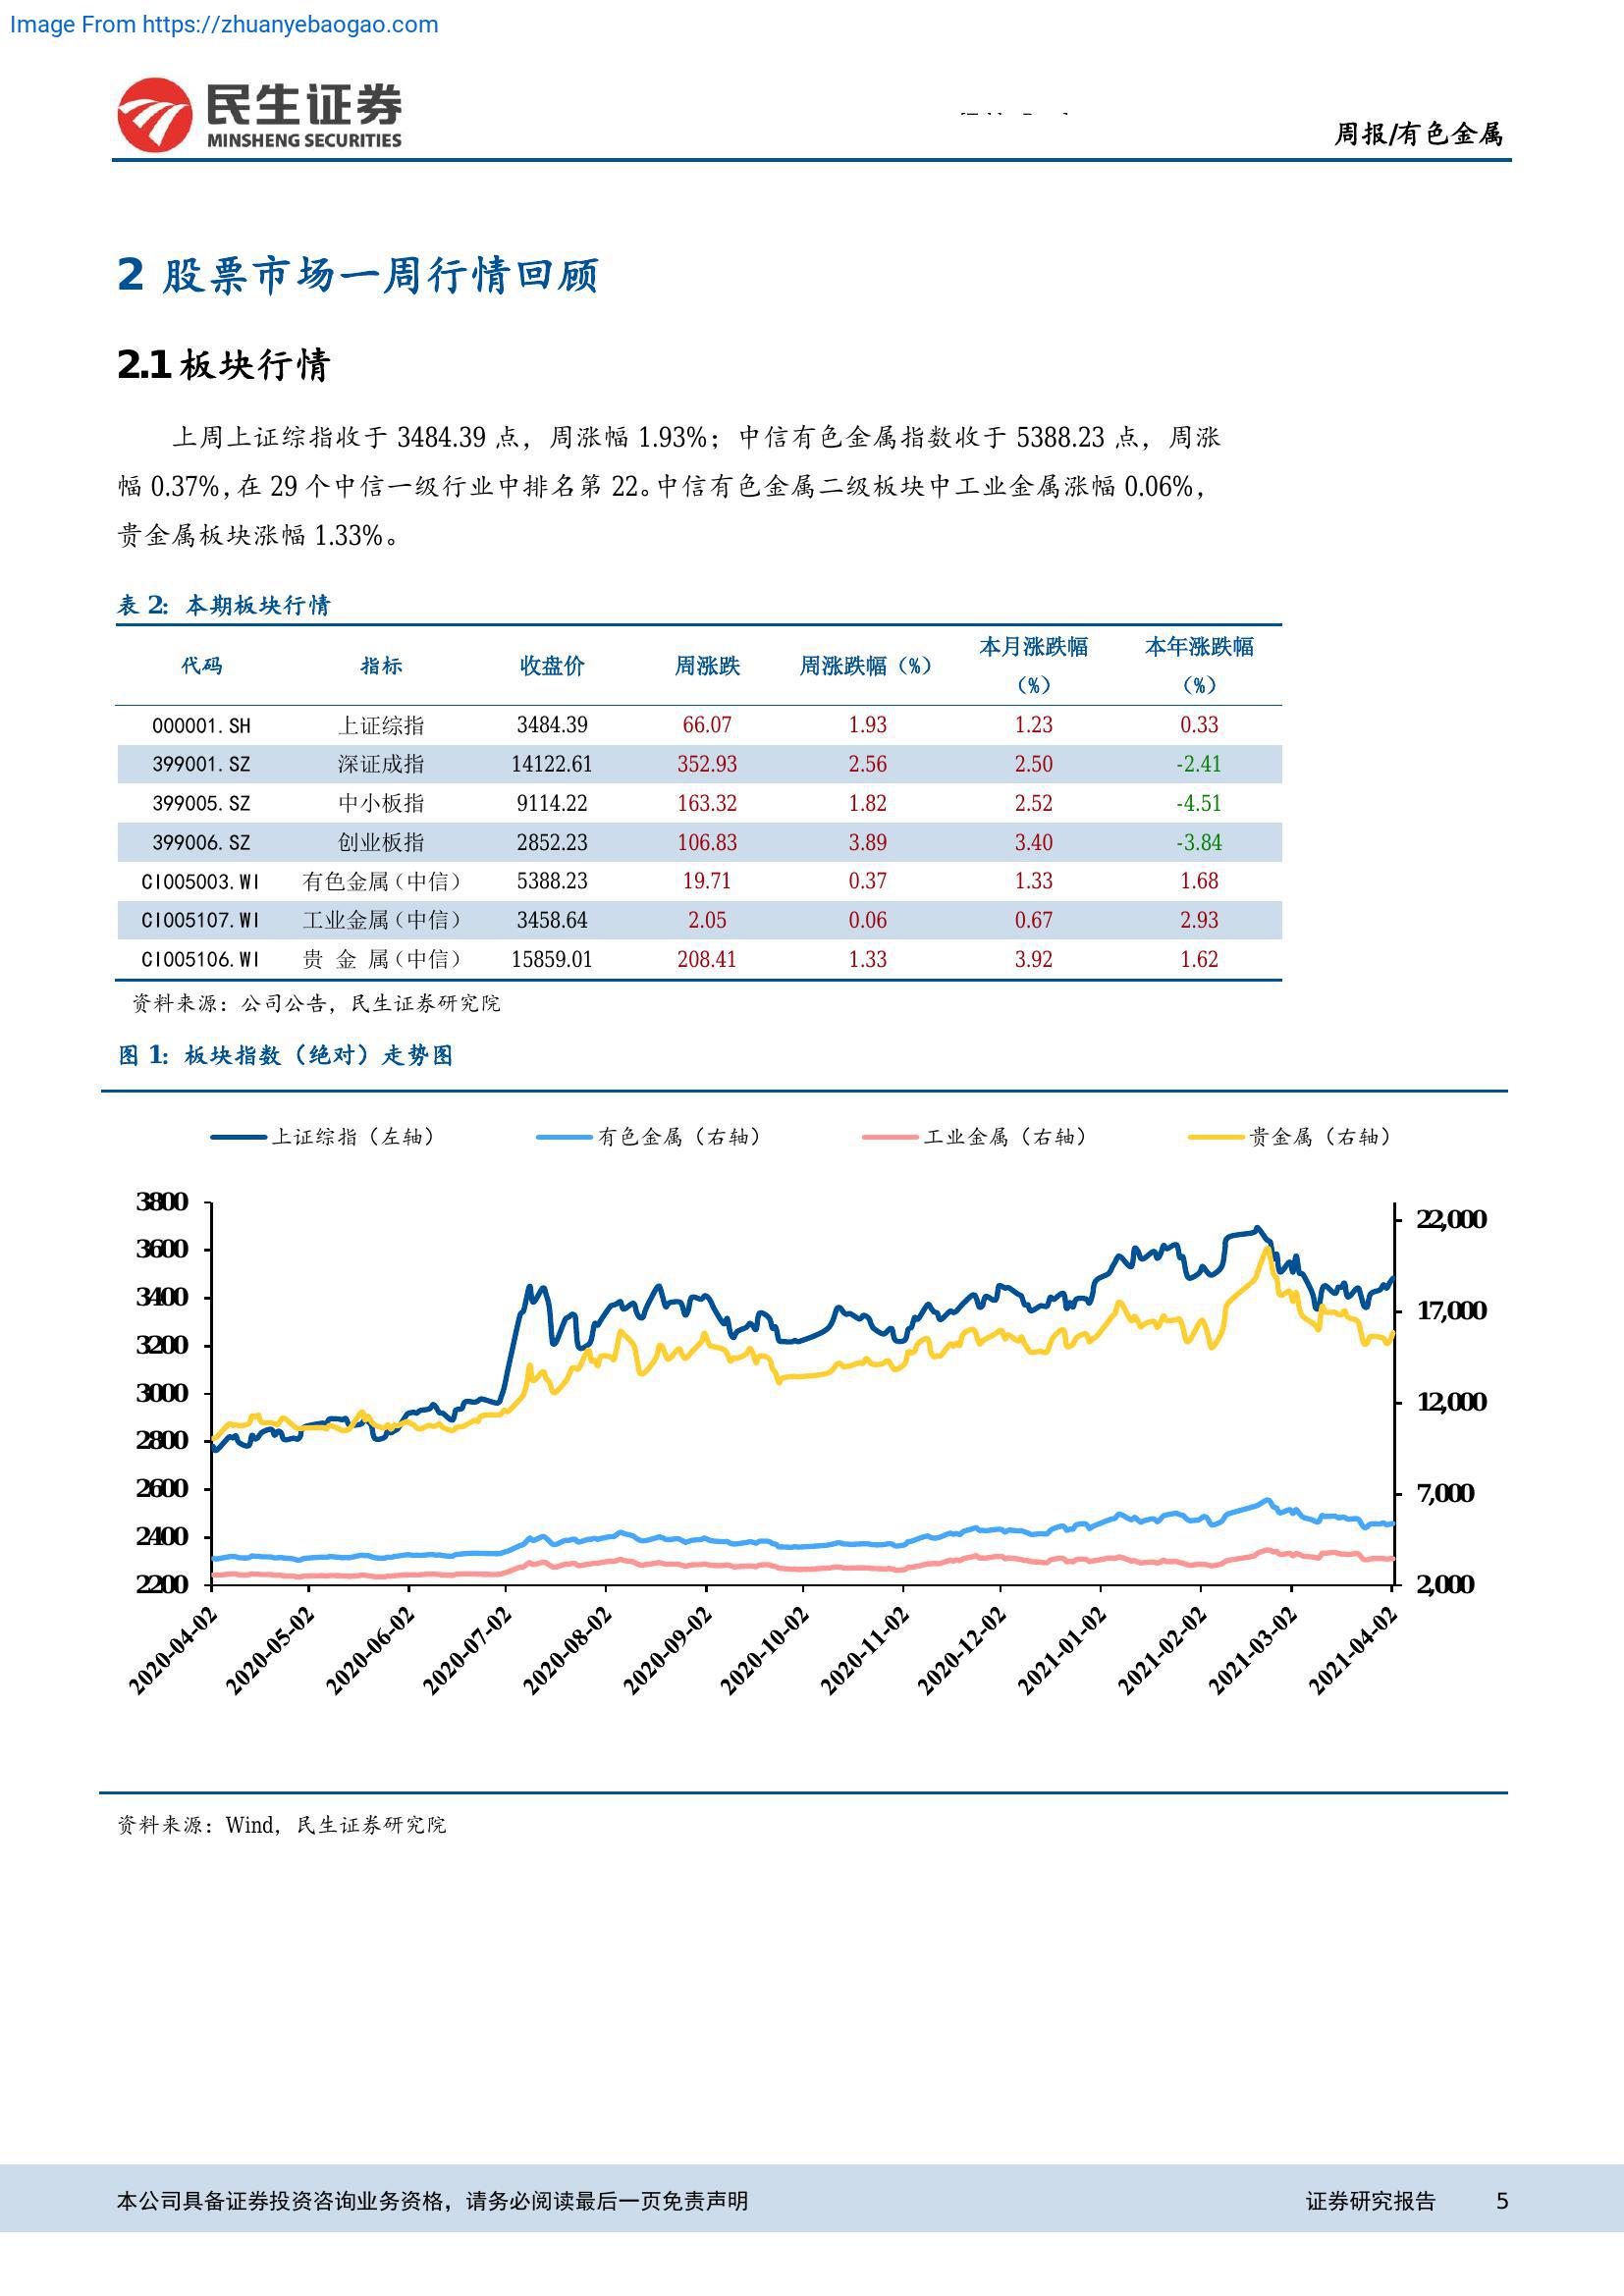 Image From https://zhuanyebaogao.com
民生证券
MINSHENG SECURITIES
周报/有色金属
2 股票市场一周行情回顾
2.1 板块行情
上周上证综指收于 3484.39 点，周涨幅 1.93%；中信有色金属指数收于 5388.23 点，周涨
幅 0.37%，在 29 个中信一级行业中排名第 22。中信有色金属二级板块中工业金属涨幅 0.06%，
贵金属板块涨幅 1.33%。
表 2：本期板块行情
代码 指标 收盘价 周涨跌 周涨跌幅（%） 本月涨跌幅（%） 本年涨跌幅（%）
000001.SH 上证综指 3484.39 66.07 1.93 1.23 0.33
399001.SZ 深证成指 14122.61 352.93 2.56 2.50 -2.41
399005.SZ 中小板指 9114.22 163.32 1.82 2.52 -4.51
399006.SZ 创业板指 2852.23 106.83 3.89 3.40 -3.84
CI005003.WI 有色金属（中信） 5388.23 19.71 0.37 1.33 1.68
CI005107.WI 工业金属（中信） 3458.64 2.05 0.06 0.67 2.93
CI005106.WI 贵 金 属（中信） 15859.01 208.41 1.33 3.92 1.62
资料来源：公司公告，民生证券研究院
图 1：板块指数（绝对）走势图
上证综指（左轴） 有色金属（右轴） 工业金属（右轴） 贵金属（右轴）
3800
3600
3400
3200
3000
2800
2600
2400
2200
22,000
17,000
12,000
7,000
2,000
2020-04-02 2020-05-02 2020-06-02 2020-07-02 2020-08-02 2020-09-02 2020-10-02 2020-11-02 2020-12-02 2021-01-02 2021-02-02 2021-03-02 2021-04-02
资料来源：Wind，民生证券研究院
本公司具备证券投资咨询业务资格，请务必阅读最后一页免责声明 证券研究报告 5